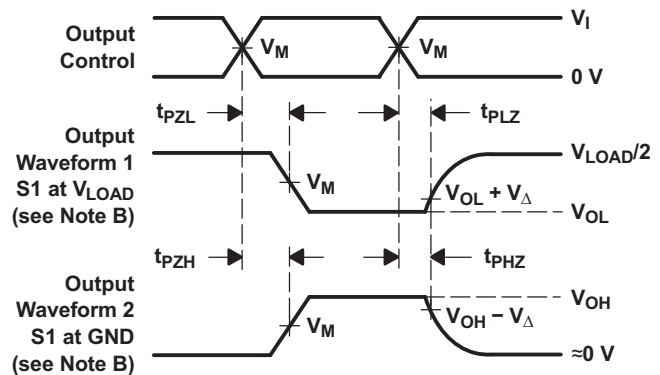 Output
Control
V_M
V_M
V_I
0 V
t_PZL
t_PLZ
Output
Waveform 1
S1 at V_LOAD
(see Note B)
V_M
V_OL + V_Δ
V_LOAD/2
V_OL
t_PZH
t_PHZ
Output
Waveform 2
S1 at GND
(see Note B)
V_M
V_OH − V_Δ
V_OH
≈0 V